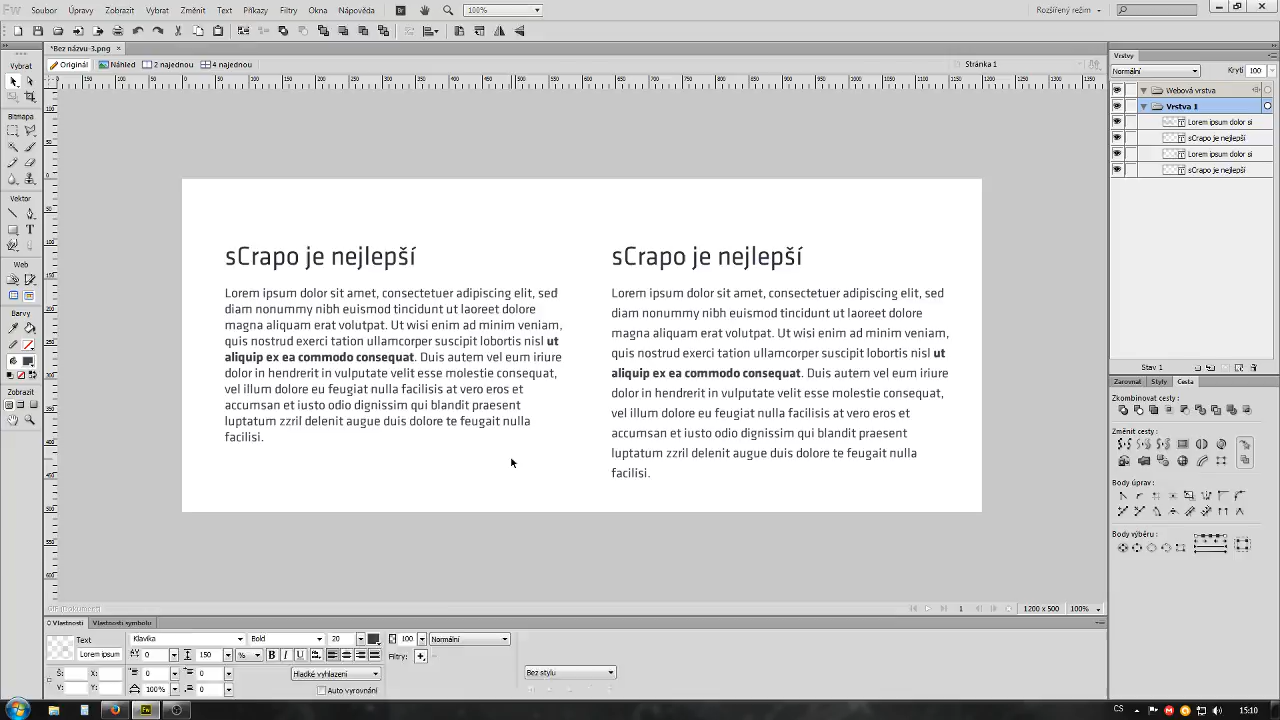 Fw Soubor Úpravy Zobrazit Vybrat Změnit Text Příkazy Filtry Okna Nápověda Br 100% Rozšířený režim
*Bez názvu-3.png
Originál Náhled 2 najednou 4 najednou Stránka 1
Vybrat
Bitmapa
Vektor
Web
Barvy
Zobrazit
sCrapo je nejlepší
Lorem ipsum dolor sit amet, consectetuer adipiscing elit, sed
diam nonummy nibh euismod tincidunt ut laoreet dolore
magna aliquam erat volutpat. Ut wisi enim ad minim veniam,
quis nostrud exerci tation ullamcorper suscipit lobortis nisl ut
aliquip ex ea commodo consequat. Duis autem vel eum iriure
dolor in hendrerit in vulputate velit esse molestie consequat,
vel illum dolore eu feugiat nulla facilisis at vero eros et
accumsan et iusto odio dignissim qui blandit praesent
luptatum zzril delenit augue duis dolore te feugait nulla
facilisi.
sCrapo je nejlepší
Lorem ipsum dolor sit amet, consectetuer adipiscing elit, sed
diam nonummy nibh euismod tincidunt ut laoreet dolore
magna aliquam erat volutpat. Ut wisi enim ad minim veniam,
quis nostrud exerci tation ullamcorper suscipit lobortis nisl ut
aliquip ex ea commodo consequat. Duis autem vel eum iriure
dolor in hendrerit in vulputate velit esse molestie consequat,
vel illum dolore eu feugiat nulla facilisis at vero eros et
accumsan et iusto odio dignissim qui blandit praesent
luptatum zzril delenit augue duis dolore te feugait nulla
facilisi.
Vrstvy
Normální Krytí 100
Webová vrstva
Vrstva 1
Lorem ipsum dolor si
sCrapo je nejlepší
Lorem ipsum dolor si
sCrapo je nejlepší
Stav 1
Zarovnat Styly Cesta
Zkombinovat cesty :
Změnit cesty :
Body úprav :
Body výběru :
GIF (Dokument) 1 1200 x 500 100%
Vlastnosti Vlastnosti symbolu
Text Klavika Bold 20 100 Normální
Lorem ipsum 0 150 % B I U Filtry:
Š: X: 0 0 Hladké vyhlazení Bez stylu
V: Y: 100% 0 Auto vyrovnání
Fw CS 15:10